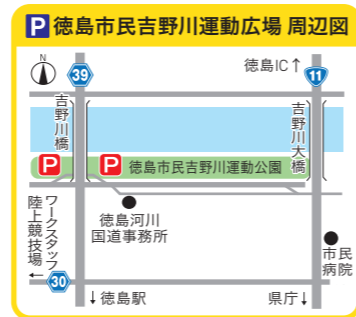 P 徳島市民吉野川運動広場 周辺図
N
39
徳島IC↑
11
吉野川橋
吉野川大橋
P
P
徳島市民吉野川運動公園
徳島河川
国道事務所
ワークスタッフ
陸上競技場
←
30
市民
病院
↓徳島駅
県庁↓